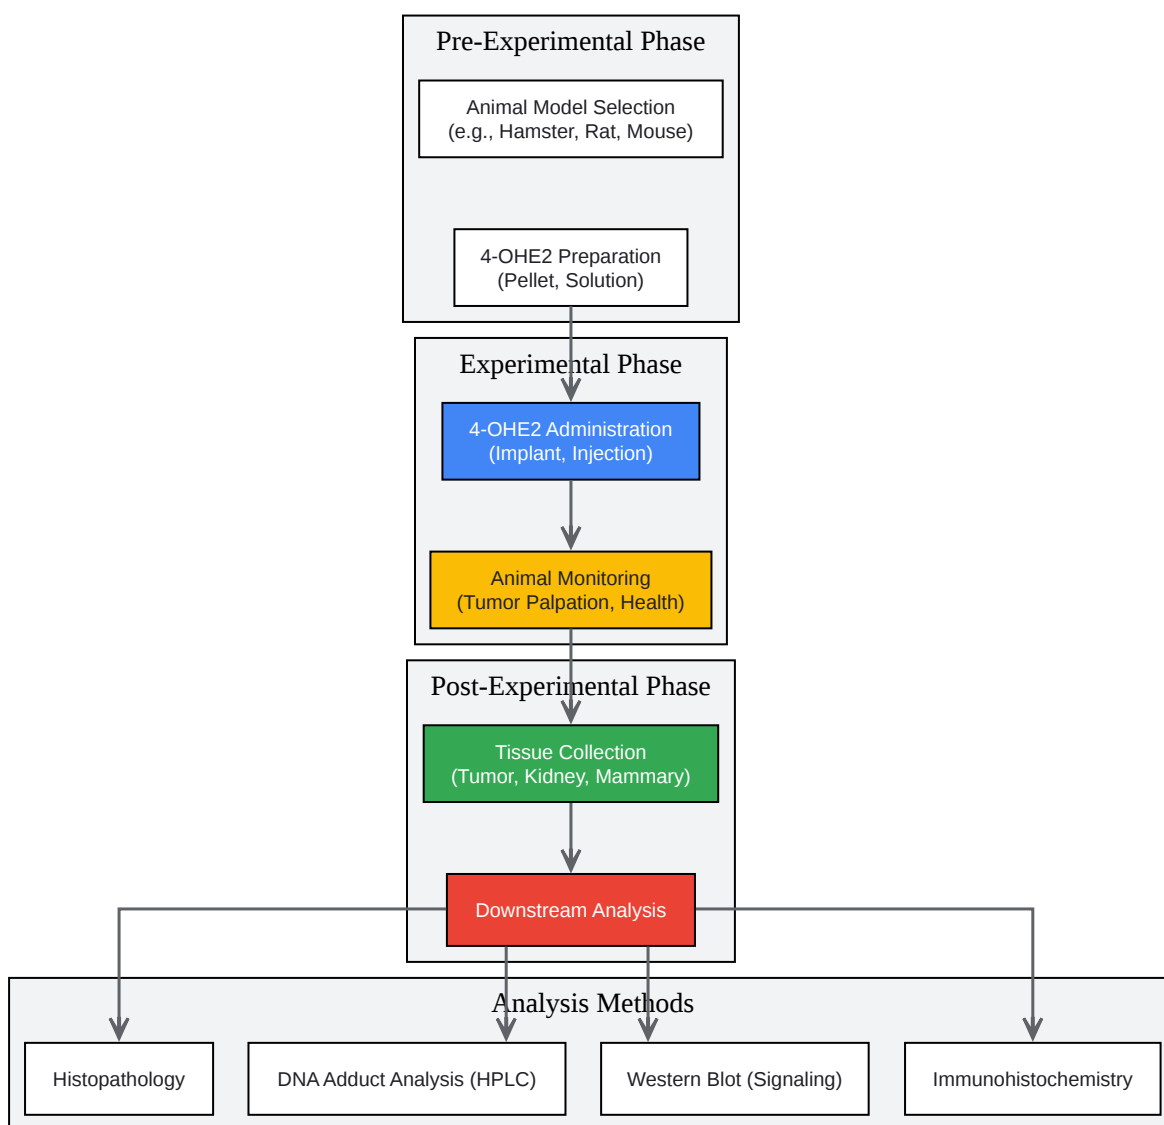 Pre-Experimental Phase
Animal Model Selection
(e.g., Hamster, Rat, Mouse)
4-OHE2 Preparation
(Pellet, Solution)
Experimental Phase
4-OHE2 Administration
(Implant, Injection)
Animal Monitoring
(Tumor Palpation, Health)
Post-Experimental Phase
Tissue Collection
(Tumor, Kidney, Mammary)
Downstream Analysis
Analysis Methods
Histopathology
DNA Adduct Analysis (HPLC)
Western Blot (Signaling)
Immunohistochemistry